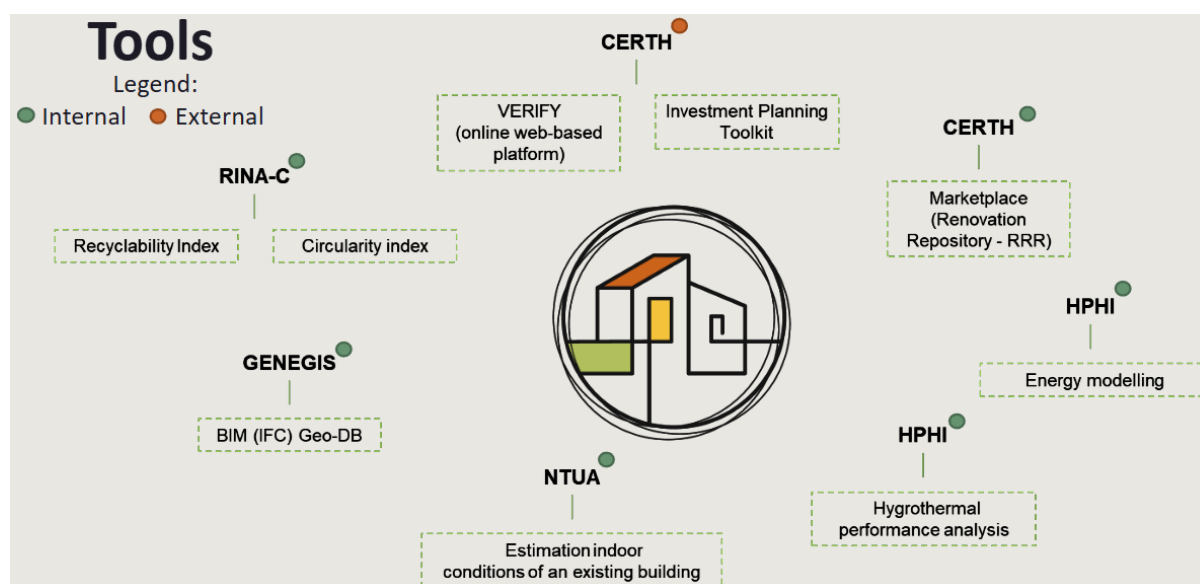 Tools
Legend:
Internal
External
CERTH
VERIFY
(online web-based
platform)
Investment Planning
Toolkit
CERTH
Marketplace
(Renovation
Repository - RRR)
RINA-C
Recyclability Index
Circularity index
HPHI
Energy modelling
GENEGIS
BIM (IFC) Geo-DB
HPHI
Hygrothermal
performance analysis
NTUA
Estimation indoor
conditions of an existing building